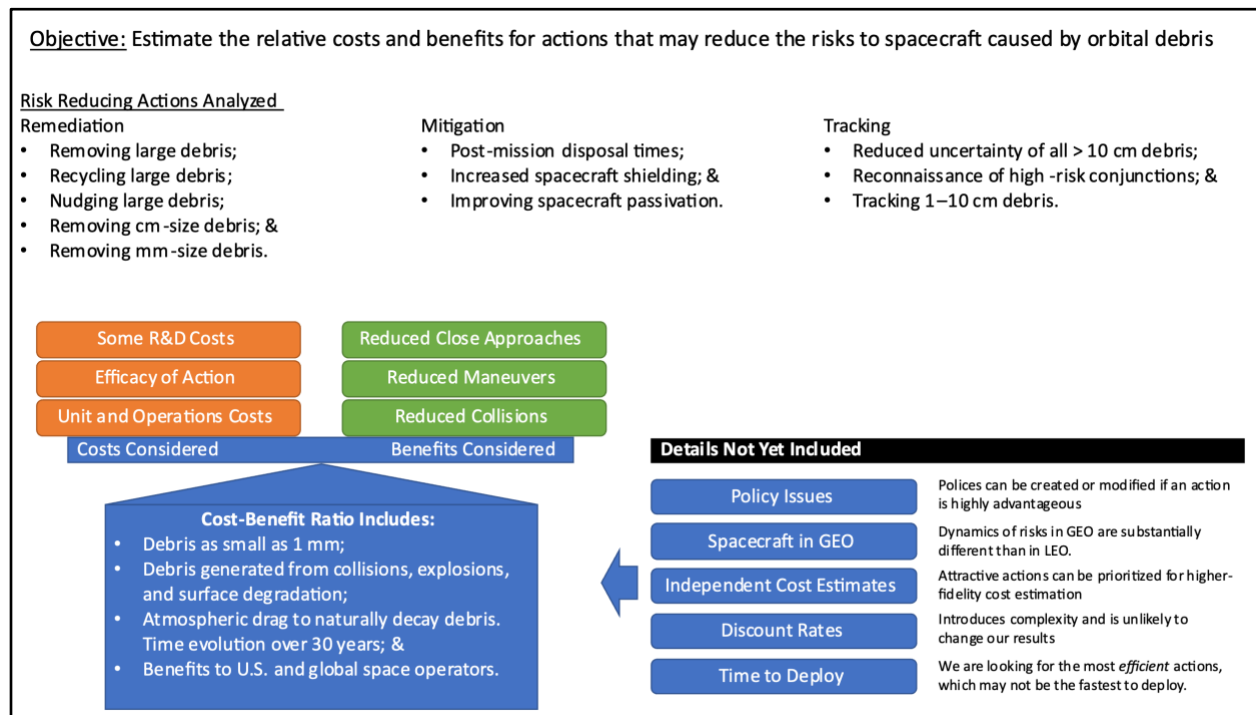 Objective: Estimate the relative costs and benefits for actions that may reduce the risks to spacecraft caused by orbital debris
Risk Reducing Actions Analyzed
Remediation
• Removing large debris;
• Recycling large debris;
• Nudging large debris;
• Removing cm-size debris; &
• Removing mm-size debris.
Mitigation
• Post-mission disposal times;
• Increased spacecraft shielding; &
• Improving spacecraft passivation.
Tracking
• Reduced uncertainty of all > 10 cm debris;
• Reconnaissance of high -risk conjunctions; &
• Tracking 1–10 cm debris.
Some R&D Costs
Efficacy of Action
Unit and Operations Costs
Costs Considered
Reduced Close Approaches
Reduced Maneuvers
Reduced Collisions
Benefits Considered
Cost-Benefit Ratio Includes:
• Debris as small as 1 mm;
• Debris generated from collisions, explosions,
and surface degradation;
• Atmospheric drag to naturally decay debris.
Time evolution over 30 years; &
• Benefits to U.S. and global space operators.
Details Not Yet Included
Policy Issues
Polices can be created or modified if an action
is highly advantageous
Spacecraft in GEO
Dynamics of risks in GEO are substantially
different than in LEO.
Independent Cost Estimates
Attractive actions can be prioritized for higher-
fidelity cost estimation
Discount Rates
Introduces complexity and is unlikely to
change our results
Time to Deploy
We are looking for the most efficient actions,
which may not be the fastest to deploy.